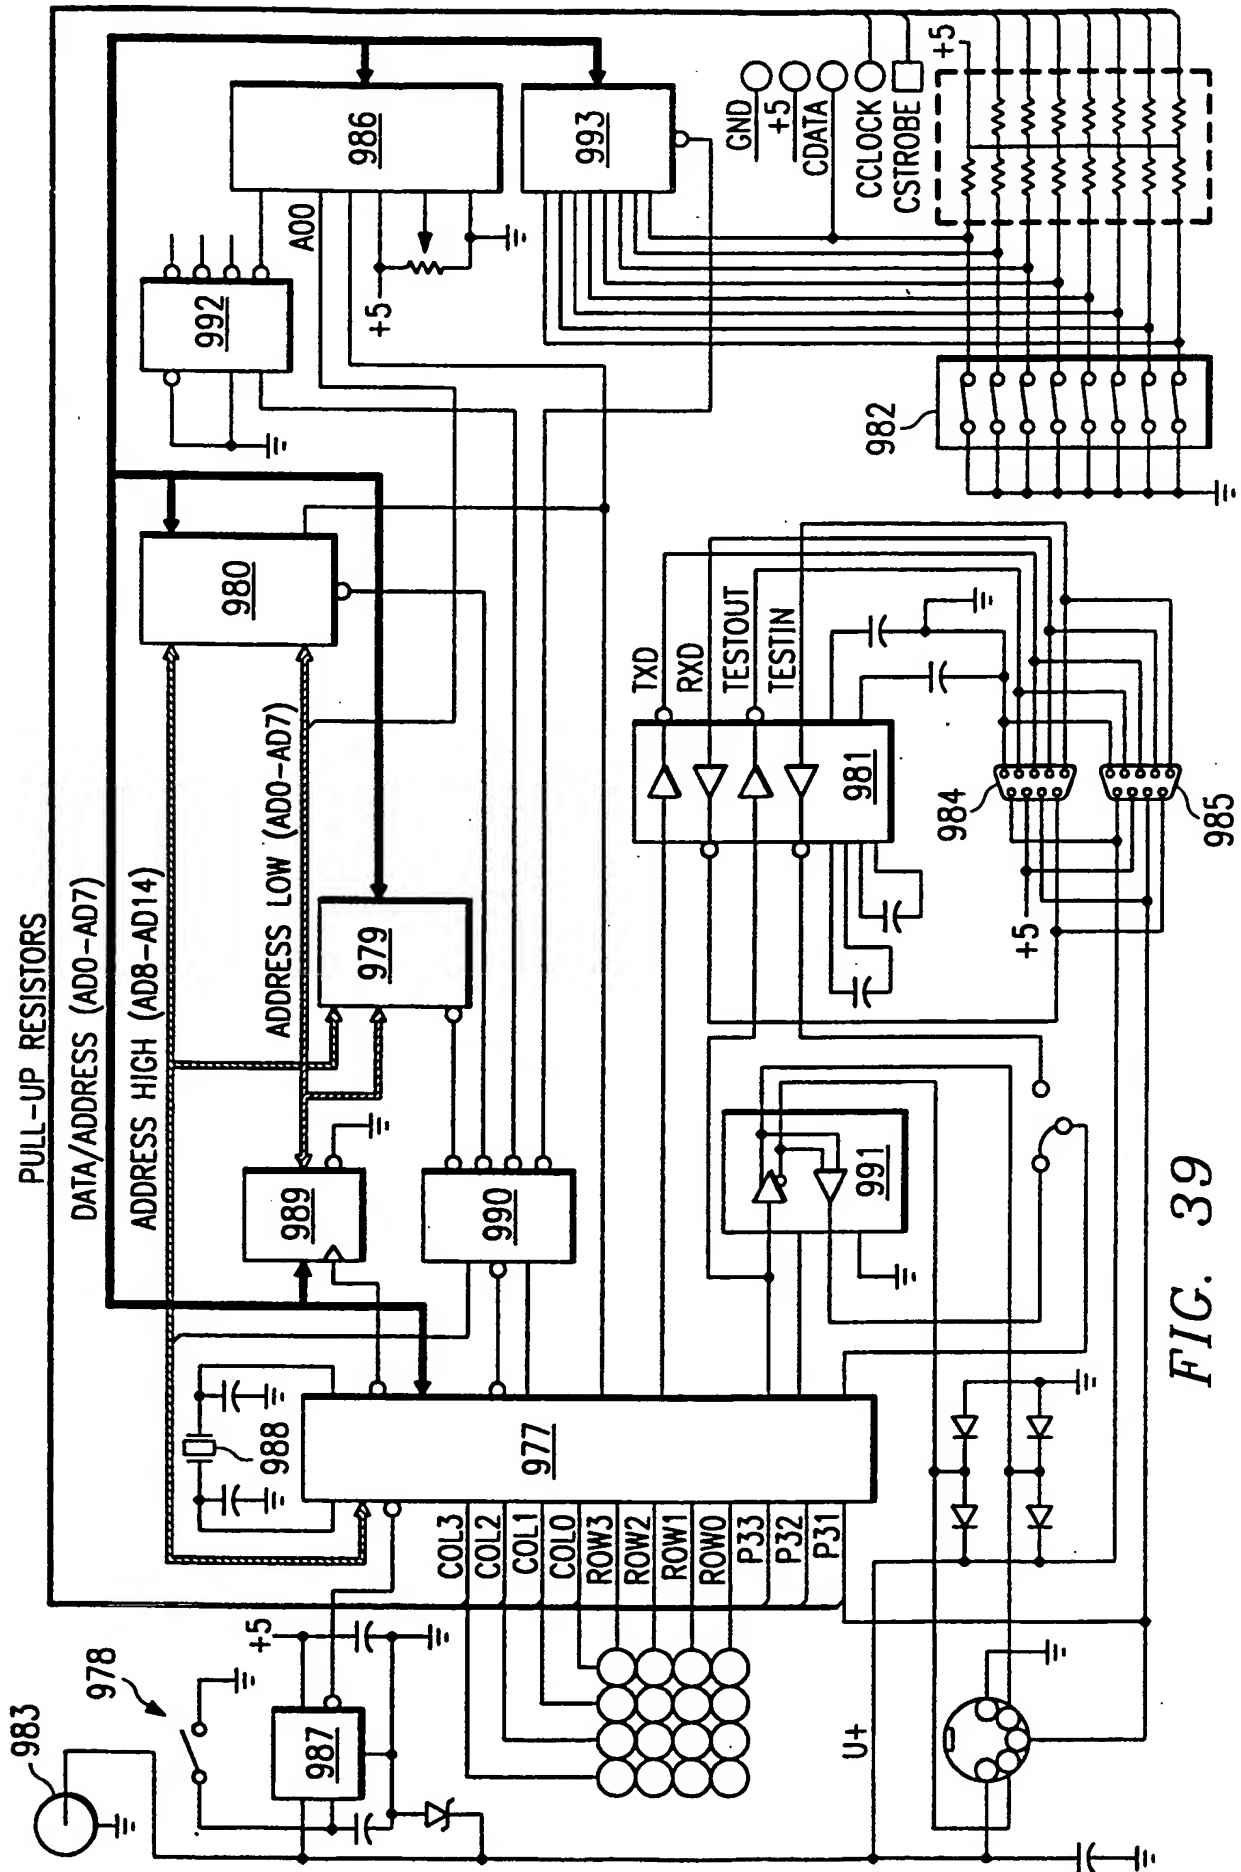 PULL-UP RESISTORS
DATA/ADDRESS (AD0-AD7)
ADDRESS HIGH (AD8-AD14)
ADDRESS LOW (AD0-AD7)
983
978
+5
987
988
977
COL3
COL2
COL1
COL0
ROW3
ROW2
ROW1
ROW0
P33
P32
P31
U+
989
990
979
980
992
986
A00
+5
993
GND
+5
CDATA
CCLOCK
CSTROBE
+5
982
TXD
RXD
TESTOUT
TESTIN
981
991
984
985
+5
FIG. 39